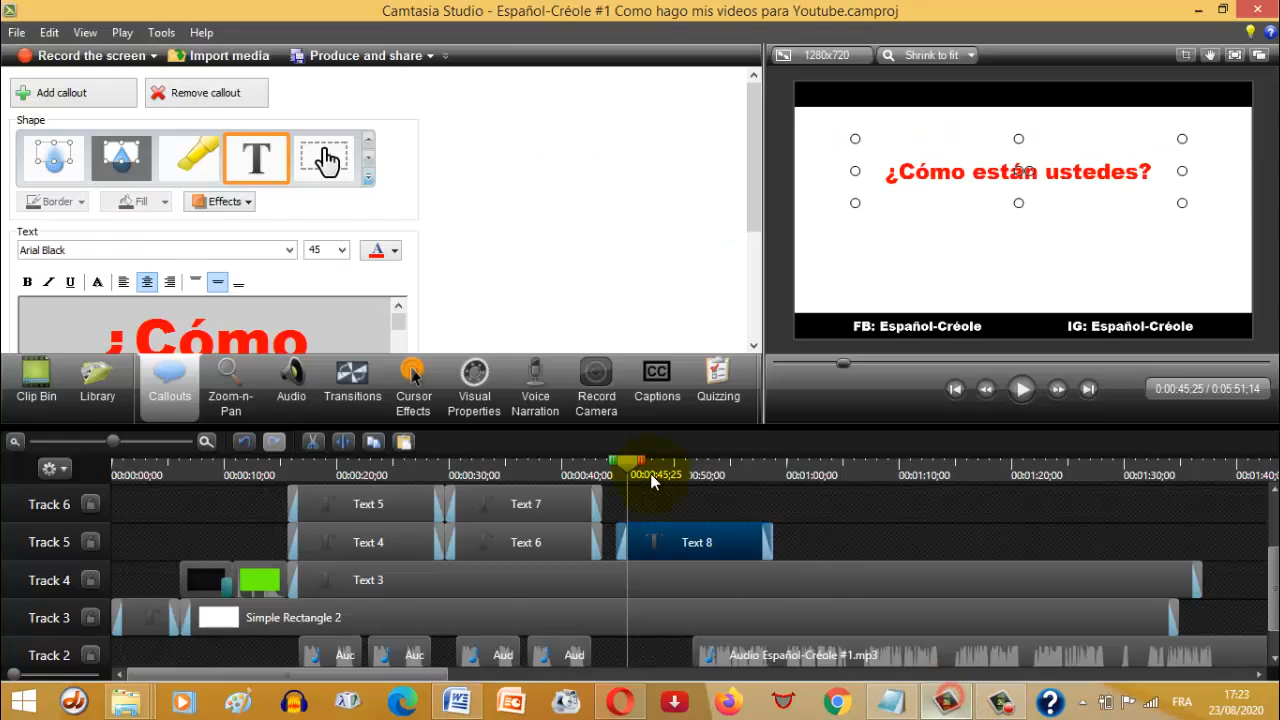 Camtasia Studio - Español-Créole #1 Como hago mis videos para Youtube.camproj
File Edit View Play Tools Help
Record the screen Import media Produce and share
1280x720 Shrink to fit
Add callout Remove callout
Shape
T
Border Fill Effects
Text
Arial Black 45 A
B I U A
¿Cómo
¿Cómo están ustedes?
FB: Español-Créole IG: Español-Créole
Clip Bin Library Callouts Zoom-n-Pan Audio Transitions Cursor Effects Visual Properties Voice Narration Record Camera CC Captions Quizzing
0:00:45;25 / 0:05:51;14
00:00:00;00 00:00:10;00 00:00:20;00 00:00:30;00 00:00:40;00 00:00:45;25 00:50;00 00:01:00;00 00:01:10;00 00:01:20;00 00:01:30;00 00:01:40;0
Track 6 Text 5 Text 7
Track 5 Text 4 Text 6 Text 8
Track 4 Text 3
Track 3 Simple Rectangle 2
Track 2 Auc Auc Aud Aud Audio Español-Créole #1.mp3
FR 17:23
23/08/2020